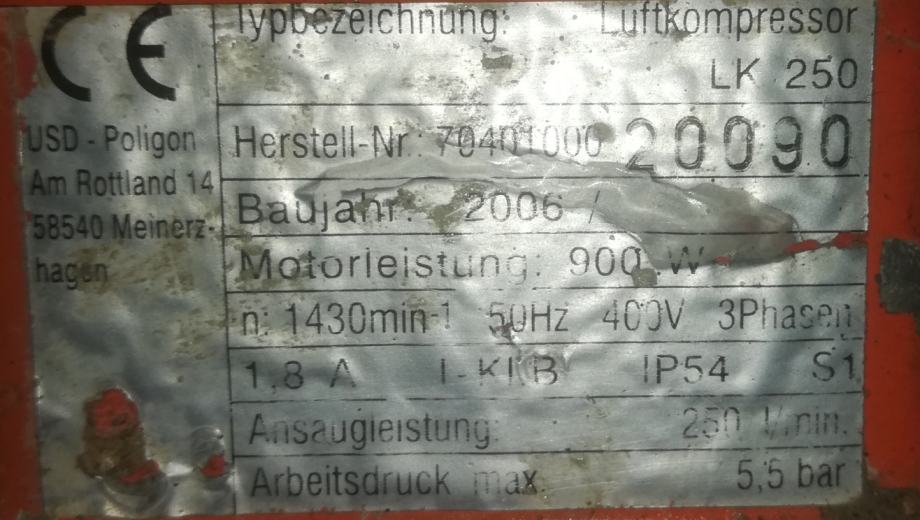 CE
Typbezeichnung: Luftkompressor
LK 250
USD - Poligon
Am Rottland 14
58540 Meinerz-
hagen
Herstell-Nr.: 70401000 20090
Baujahr: 2006 /
Motorleistung: 900 W
n: 1430min-1 50Hz 400V 3Phasen
1,8 A I-KlB IP54 S1
Ansaugleistung: 250 l/min.
Arbeitsdruck max. 5,5 bar